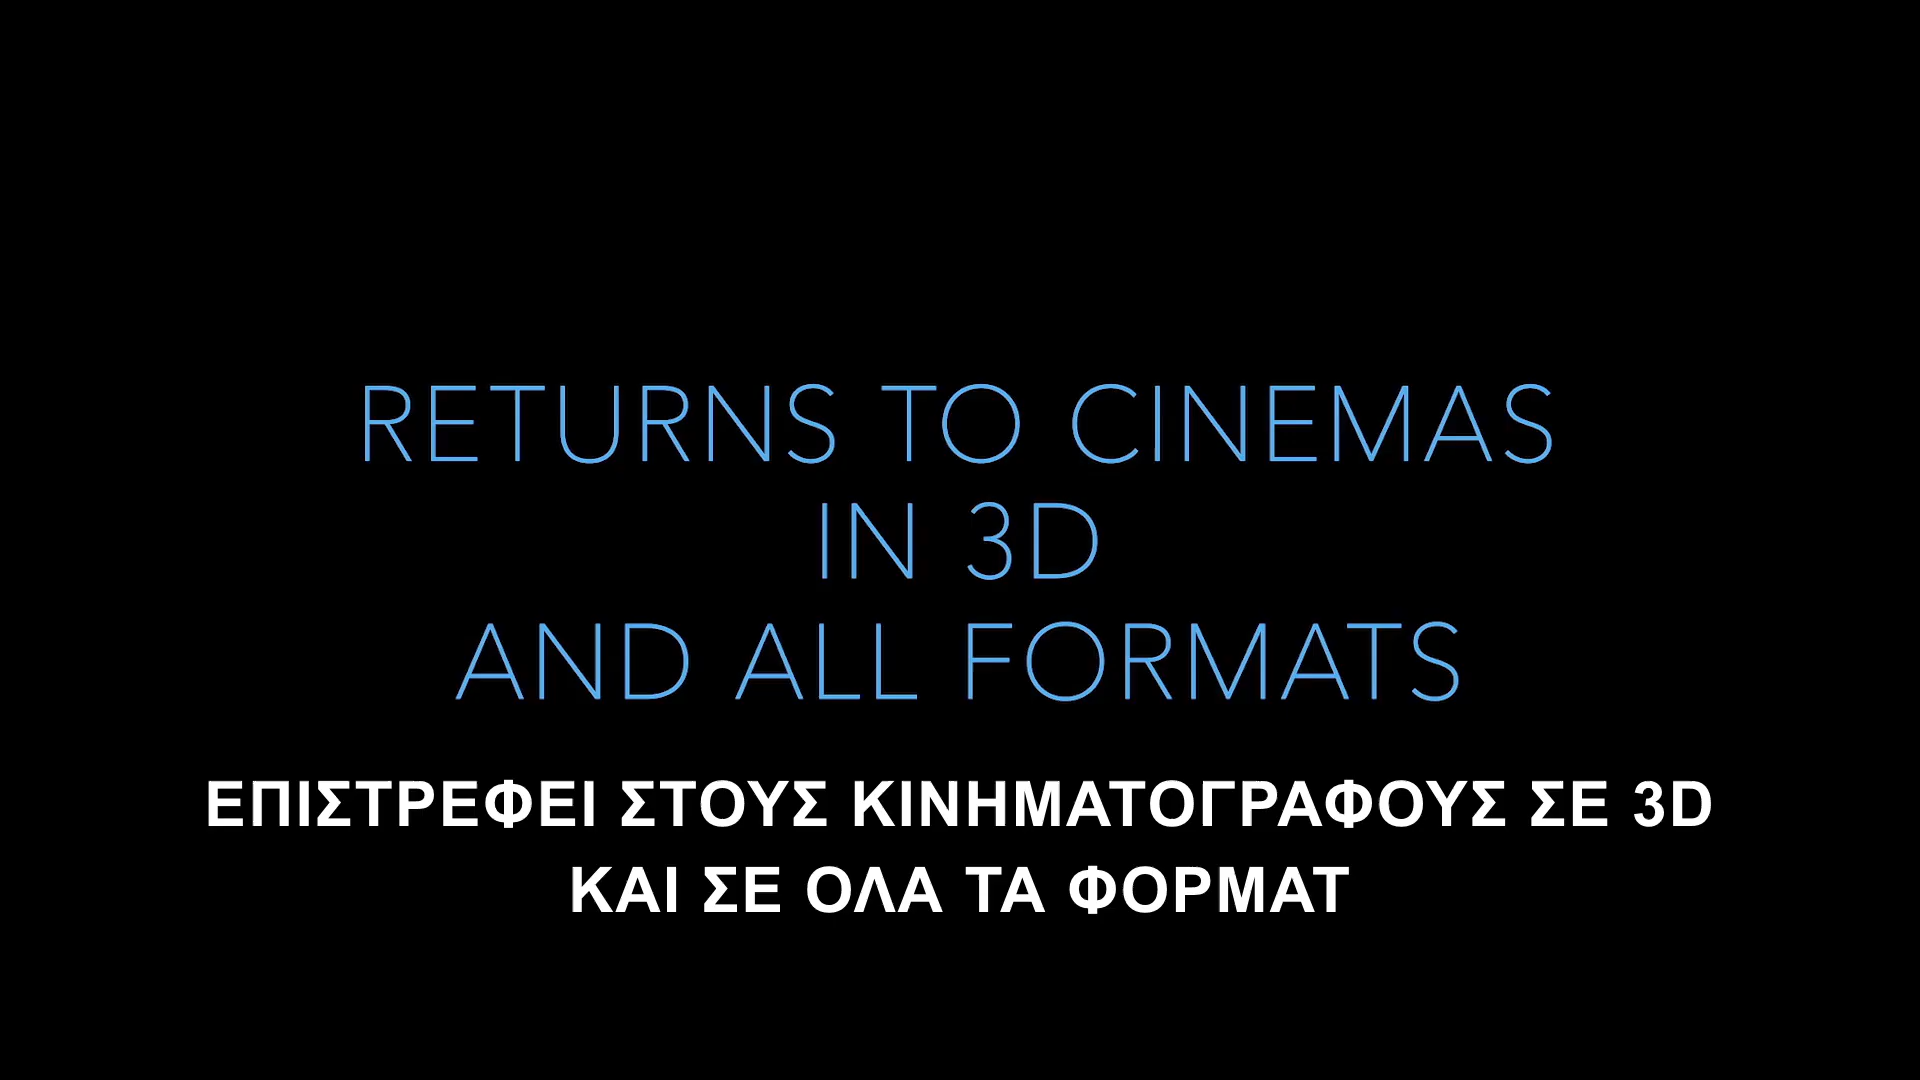 RETURNS TO CINEMAS
IN 3D
AND ALL FORMATS
ΕΠΙΣΤΡΕΦΕΙ ΣΤΟΥΣ ΚΙΝΗΜΑΤΟΓΡΑΦΟΥΣ ΣΕ 3D
ΚΑΙ ΣΕ ΟΛΑ ΤΑ ΦΟΡΜΑΤ